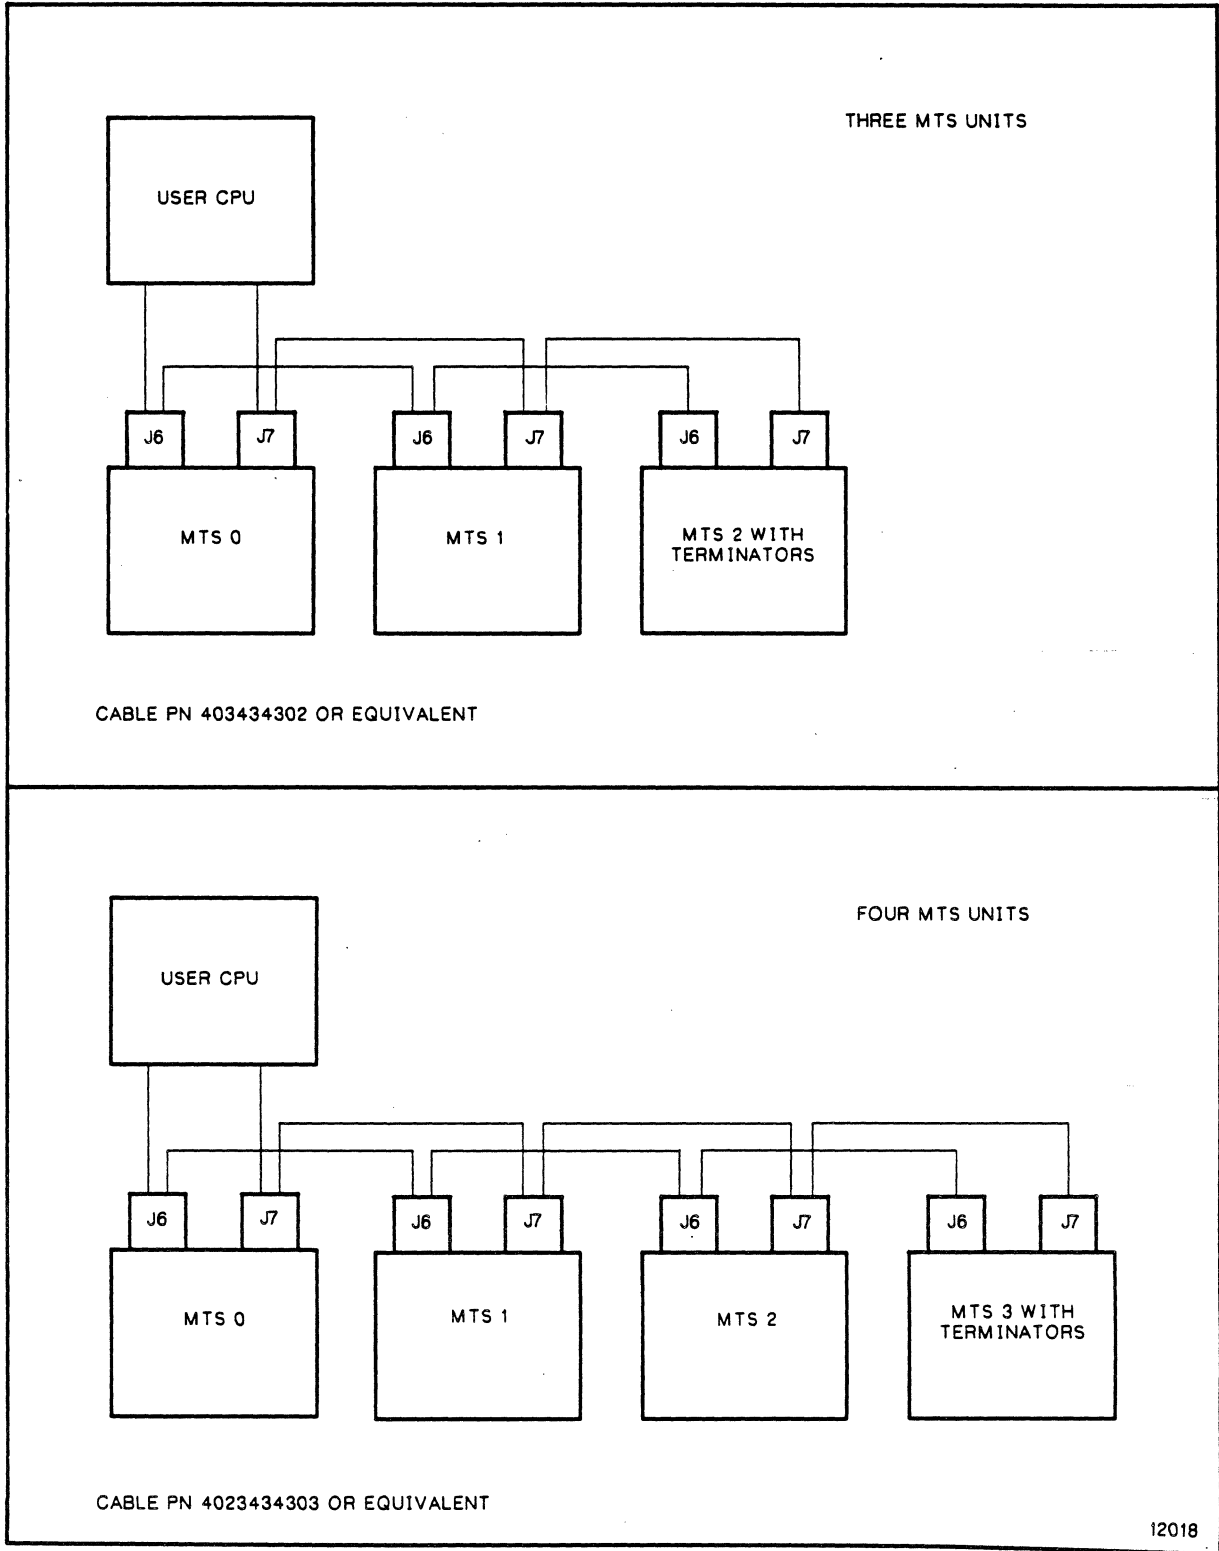 THREE MTS UNITS
USER CPU
J6
J7
J6
J7
J6
J7
MTS 0
MTS 1
MTS 2 WITH
TERMINATORS
CABLE PN 403434302 OR EQUIVALENT
FOUR MTS UNITS
USER CPU
J6
J7
J6
J7
J6
J7
J6
J7
MTS 0
MTS 1
MTS 2
MTS 3 WITH
TERMINATORS
CABLE PN 4023434303 OR EQUIVALENT
12018